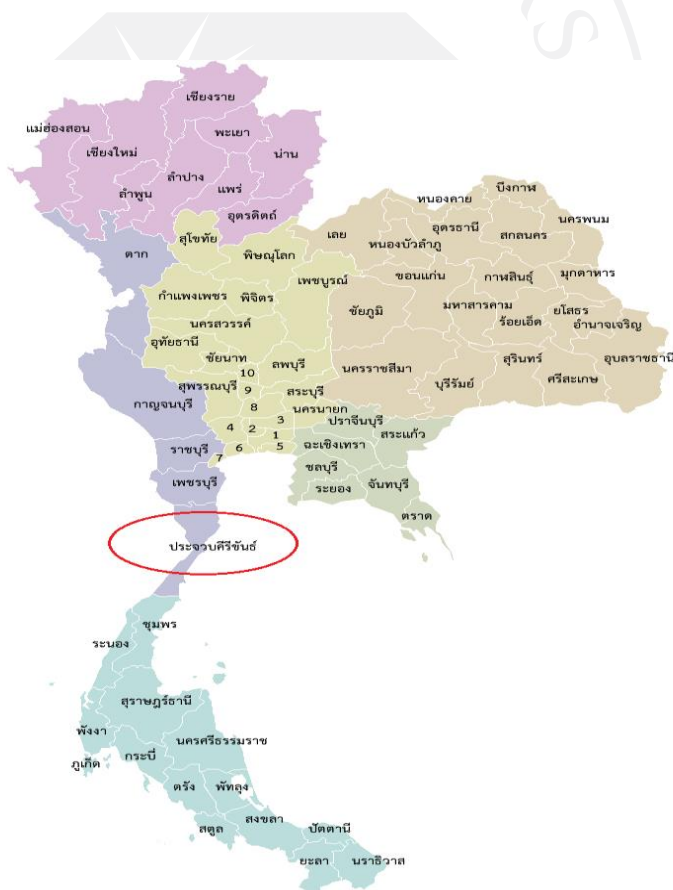 เชียงราย
แม่ฮ่องสอน
พะเยา
เชียงใหม่
น่าน
ลำปาง
ลำพูน
แพร่
อุตรดิตถ์
บึงกาฬ
หนองคาย
นครพนม
เลย
อุดรธานี
สกลนคร
สุโขทัย
หนองบัวลำภู
ตาก
พิษณุโลก
เพชบูรณ์
ขอนแก่น
กาฬสินธุ์
มุกดาหาร
กำแพงเพชร
พิจิตร
มหาสารคาม
ยโสธร
ชัยภูมิ
ร้อยเอ็ด
อำนาจเจริญ
นครสวรรค์
อุทัยธานี
ชัยนาท
ลพบุรี
นครราชสีมา
สุรินทร์
อุบลราชธานี
10
ศรีสะเกษ
สุพรรณบุรี
9
สระบุรี
บุรีรัมย์
กาญจนบุรี
8
นครนายก
3
ปราจีนบุรี
4
2
1
สระแก้ว
ราชบุรี
6
5
ฉะเชิงเทรา
7
ชลบุรี
เพชรบุรี
ระยอง
จันทบุรี
ตราด
ประจวบคีรีขันธ์
ชุมพร
ระนอง
สุราษฎร์ธานี
พังงา
นครศรีธรรมราช
กระบี่
ภูเก็ต
ตรัง
พัทลุง
สงขลา
สตูล
ปัตตานี
ยะลา
นราธิวาส